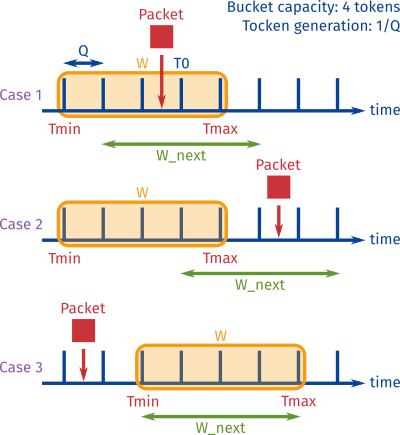 Bucket capacity: 4 tokens
Tocken generation: 1/Q
Packet
Q
W
T0
Case 1
time
Tmin
Tmax
W_next
Packet
W
Case 2
time
Tmin
Tmax
W_next
Packet
W
Case 3
time
Tmin
Tmax
W_next